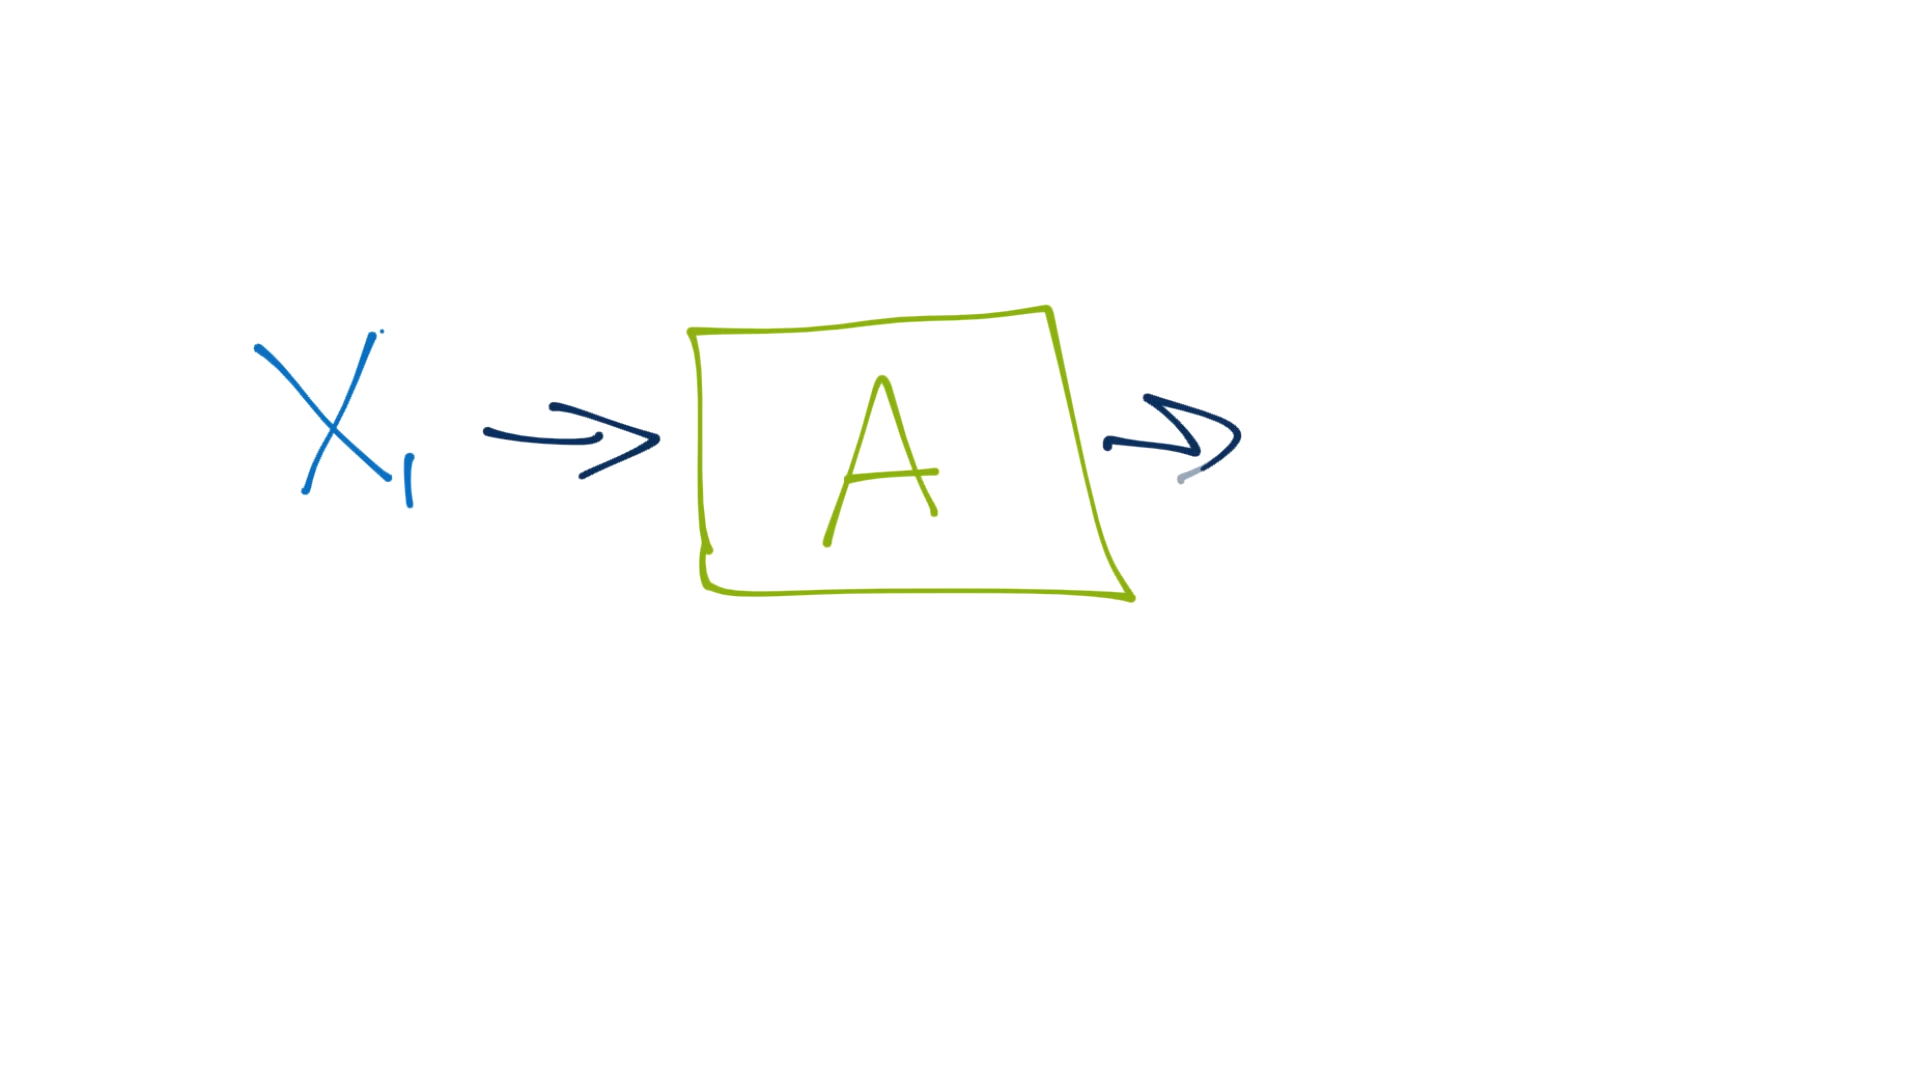 X₁ → A →